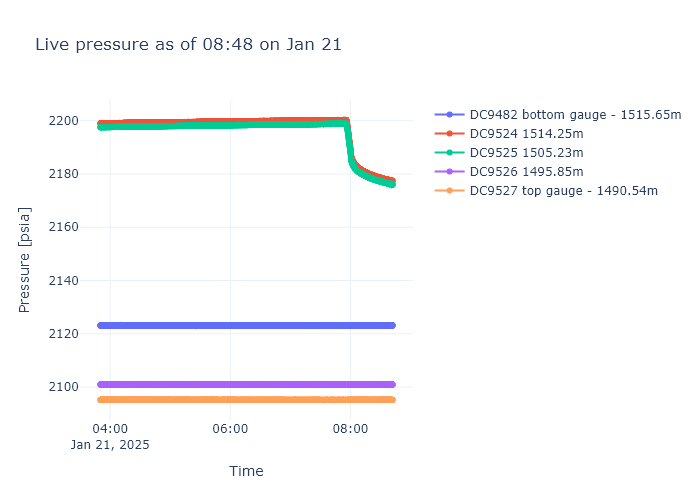 Live pressure as of 08:48 on Jan 21
DC9482 bottom gauge - 1515.65m
DC9524 1514.25m
DC9525 1505.23m
DC9526 1495.85m
DC9527 top gauge - 1490.54m
Pressure [psia]
2200
2180
2160
2140
2120
2100
04:00
Jan 21, 2025
06:00
08:00
Time